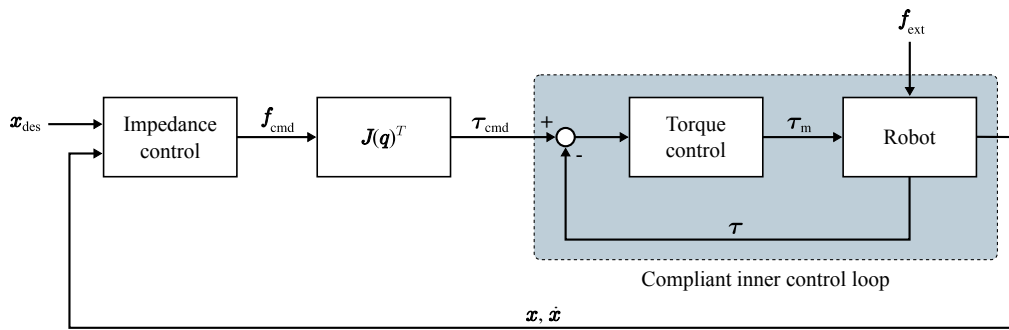 f_ext
x_des
Impedance
control
f_cmd
J(q)^T
τ_cmd
+
-
Torque
control
τ_m
Robot
τ
Compliant inner control loop
x, ẋ